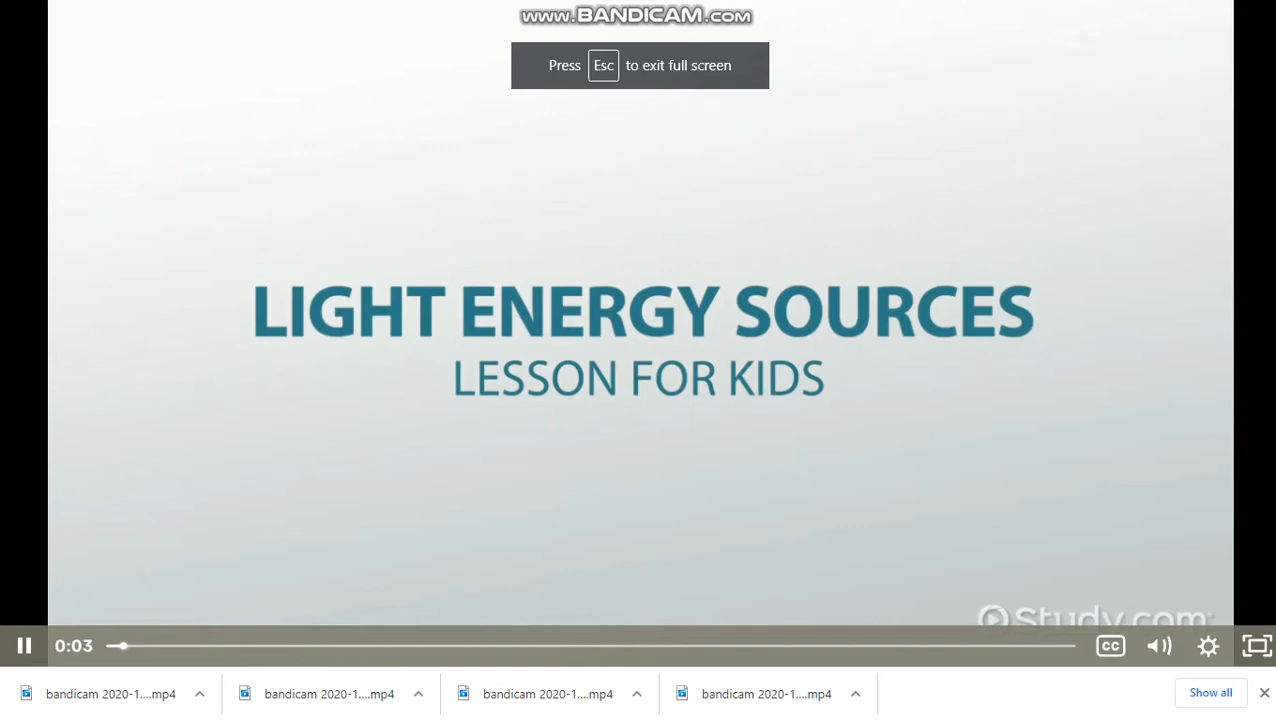 www.BANDICAM.com
Press Esc to exit full screen
LIGHT ENERGY SOURCES
LESSON FOR KIDS
Study.com
0:03
CC
bandicam 2020-1....mp4
bandicam 2020-1....mp4
bandicam 2020-1....mp4
bandicam 2020-1....mp4
Show all